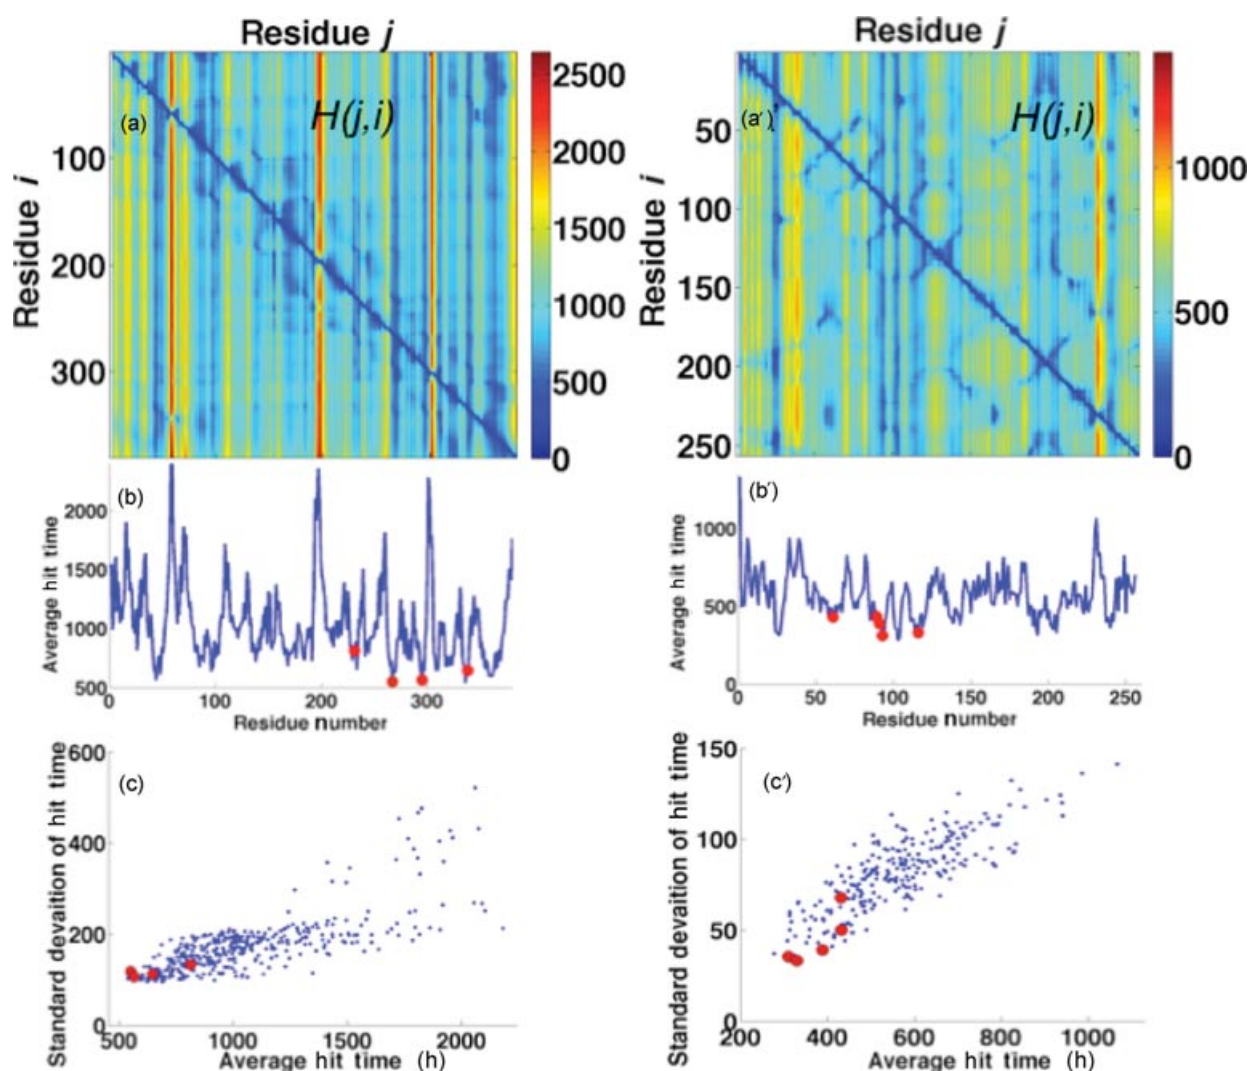 Residue j
Residue j
(a)
H(j,i)
(a′)
H(j,i)
Residue i
100
200
300
2500
2000
1500
1000
500
0
Residue i
50
100
150
200
250
1000
500
0
(b)
Average hit time
2000
1500
1000
500
0
100
200
300
Residue number
(b′)
Average hit time
1000
500
0
0
50
100
150
200
250
Residue number
(c)
Standard devaition of hit time
600
400
200
0
500
1000
1500
2000
Average hit time (h)
(c′)
Standard devaition of hit time
150
100
50
0
200
400
600
800
1000
Average hit time (h)